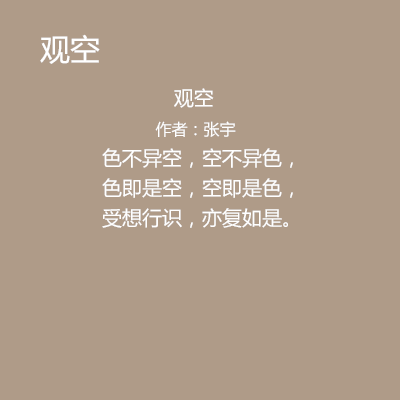 观空
观空
作者：张宇
色不异空，空不异色，
色即是空，空即是色，
受想行识，亦复如是。